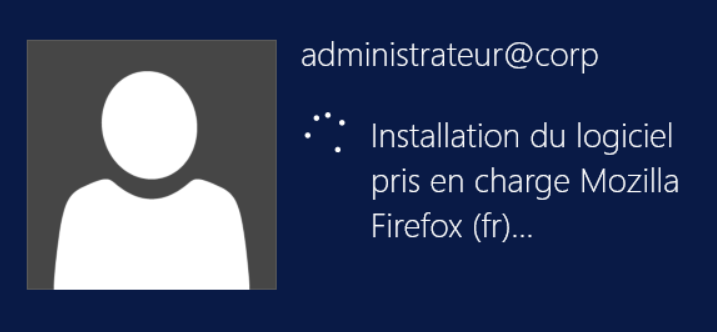 administrateur@corp
Installation du logiciel
pris en charge Mozilla
Firefox (fr)...